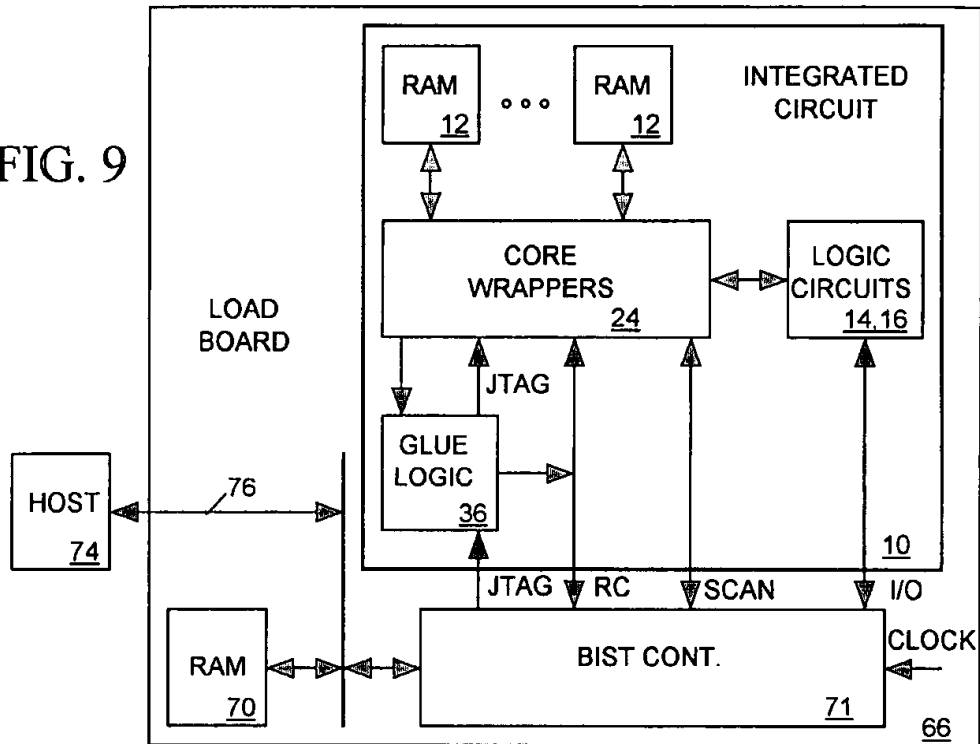 FIG. 9
RAM
12
RAM
12
INTEGRATED
CIRCUIT
CORE
WRAPPERS
24
LOGIC
CIRCUITS
14,16
LOAD
BOARD
JTAG
GLUE
LOGIC
36
HOST
74
76
10
JTAG
RC
SCAN
I/O
RAM
70
BIST CONT.
71
CLOCK
66